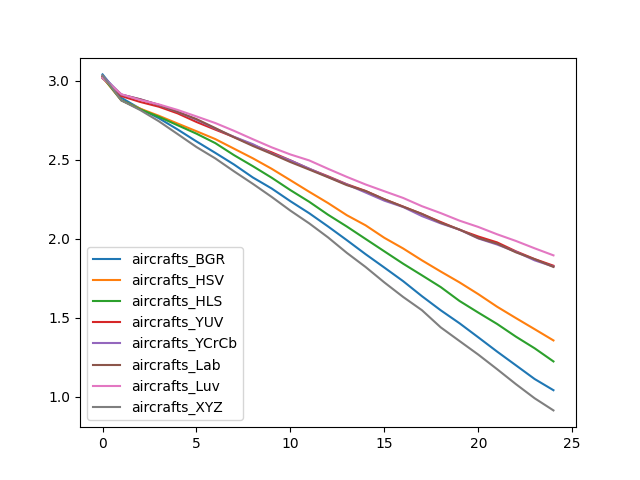 3.0
2.5
2.0
1.5
1.0
aircrafts_BGR
aircrafts_HSV
aircrafts_HLS
aircrafts_YUV
aircrafts_YCrCb
aircrafts_Lab
aircrafts_Luv
aircrafts_XYZ
0 5 10 15 20 25